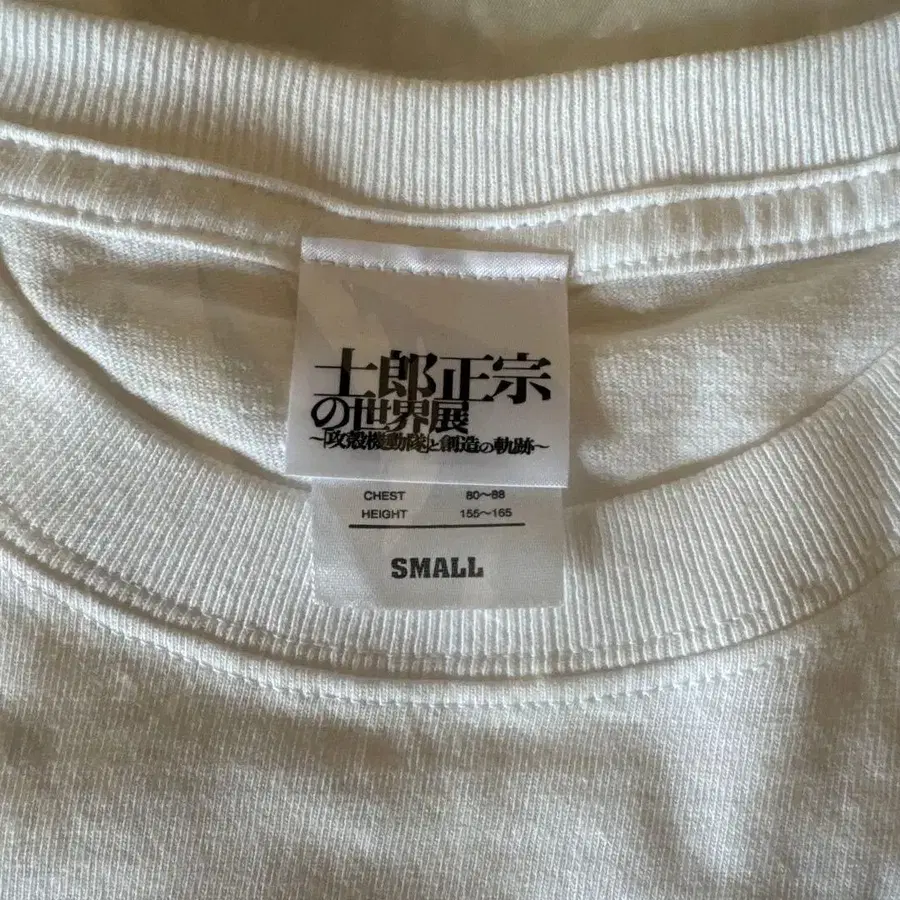 士郎正宗
の世界展
〜「攻殻機動隊」と創造の軌跡〜
CHEST 80〜88
HEIGHT 155〜165
SMALL